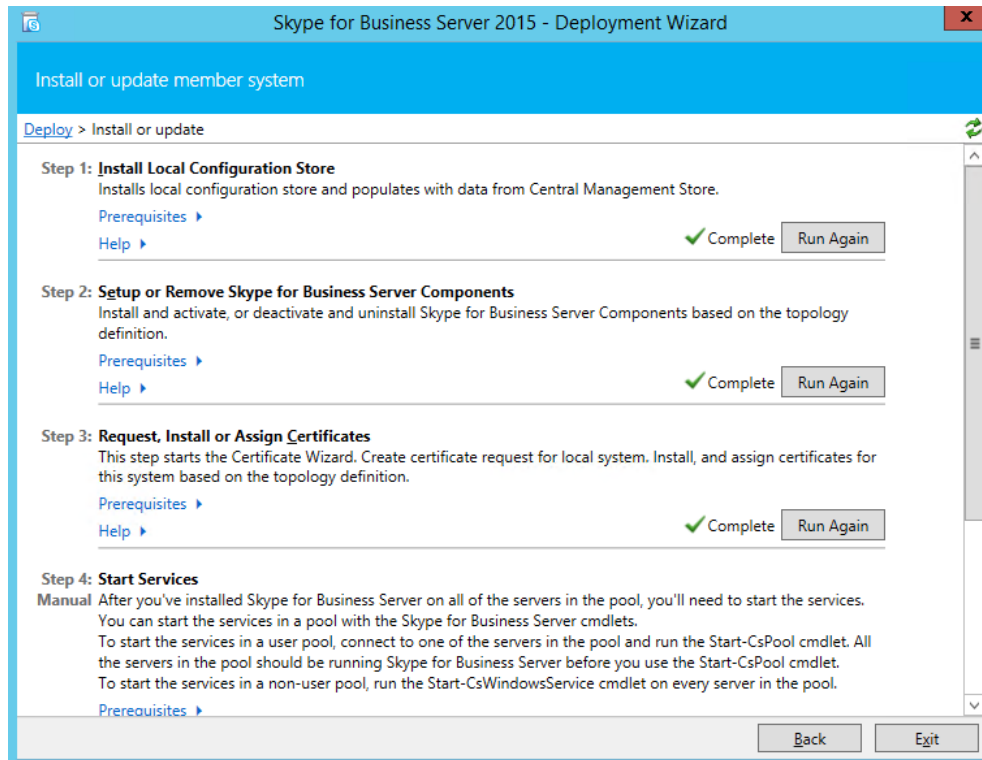 Skype for Business Server 2015 - Deployment Wizard
x
Install or update member system
Deploy > Install or update
Step 1: Install Local Configuration Store
Installs local configuration store and populates with data from Central Management Store.
Prerequisites
Help
Complete Run Again
Step 2: Setup or Remove Skype for Business Server Components
Install and activate, or deactivate and uninstall Skype for Business Server Components based on the topology
definition.
Prerequisites
Help
Complete Run Again
Step 3: Request, Install or Assign Certificates
This step starts the Certificate Wizard. Create certificate request for local system. Install, and assign certificates for
this system based on the topology definition.
Prerequisites
Help
Complete Run Again
Step 4: Start Services
Manual After you've installed Skype for Business Server on all of the servers in the pool, you'll need to start the services.
You can start the services in a pool with the Skype for Business Server cmdlets.
To start the services in a user pool, connect to one of the servers in the pool and run the Start-CsPool cmdlet. All
the servers in the pool should be running Skype for Business Server before you use the Start-CsPool cmdlet.
To start the services in a non-user pool, run the Start-CsWindowsService cmdlet on every server in the pool.
Prerequisites
Back Exit